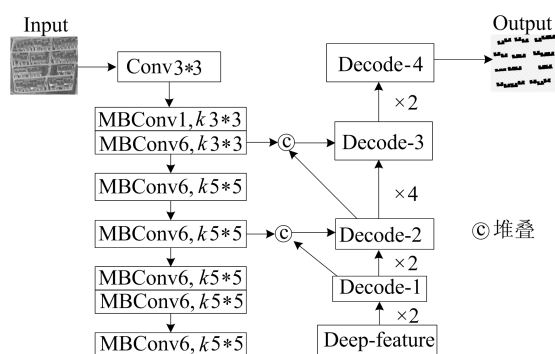 Input
Output
Conv3*3
Decode-4
×2
MBConv1, k3*3
MBConv6, k3*3
ⓒ
Decode-3
×4
MBConv6, k5*5
MBConv6, k5*5
ⓒ
Decode-2
ⓒ堆叠
×2
MBConv6, k5*5
MBConv6, k5*5
Decode-1
×2
MBConv6, k5*5
Deep-feature